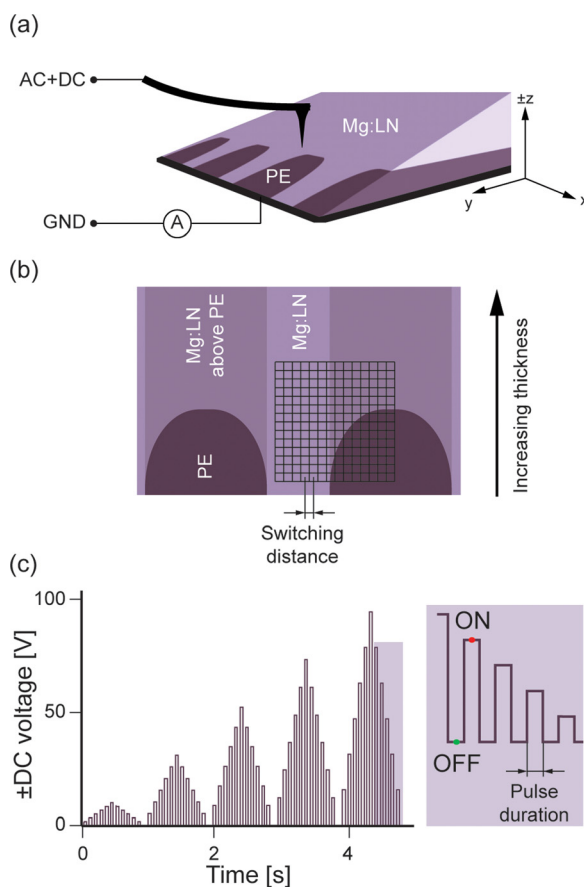 (a)
AC+DC
Mg:LN
±z
PE
GND
A
y
x
(b)
Mg:LN
above PE
Mg:LN
PE
Increasing thickness
Switching
distance
(c)
100
50
0
±DC voltage [V]
0
2
4
Time [s]
ON
OFF
Pulse
duration